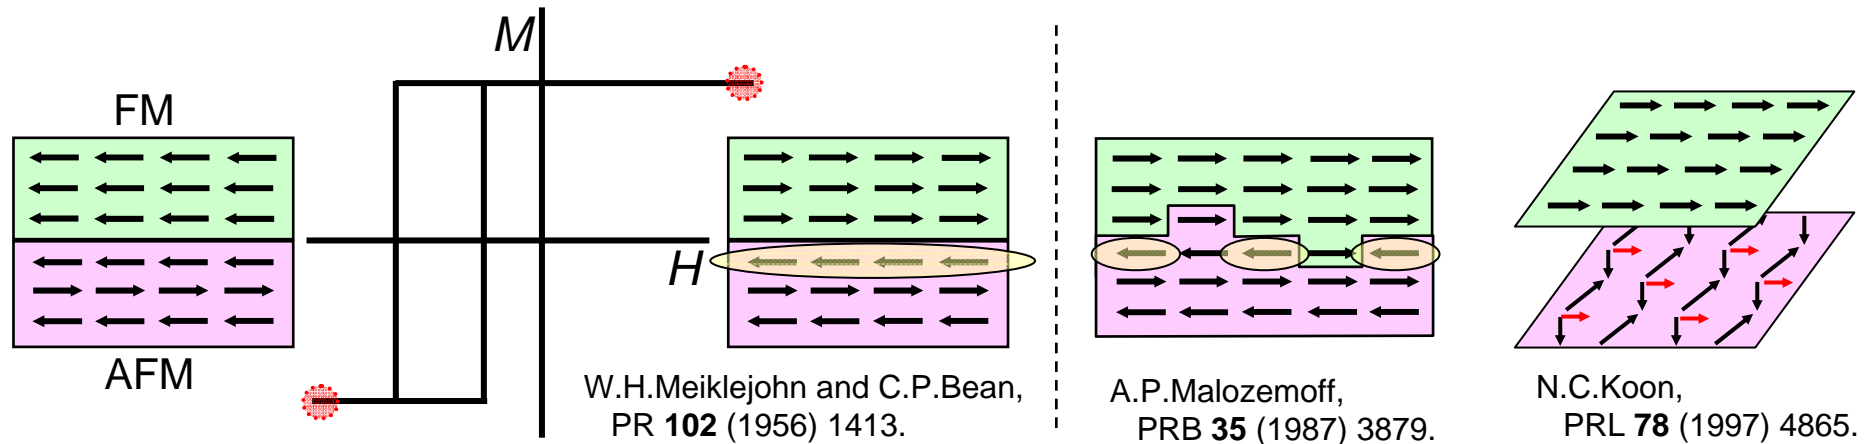 FM
AFM
M
H
W.H.Meiklejohn and C.P.Bean,
PR 102 (1956) 1413.
A.P.Malozemoff,
PRB 35 (1987) 3879.
N.C.Koon,
PRL 78 (1997) 4865.